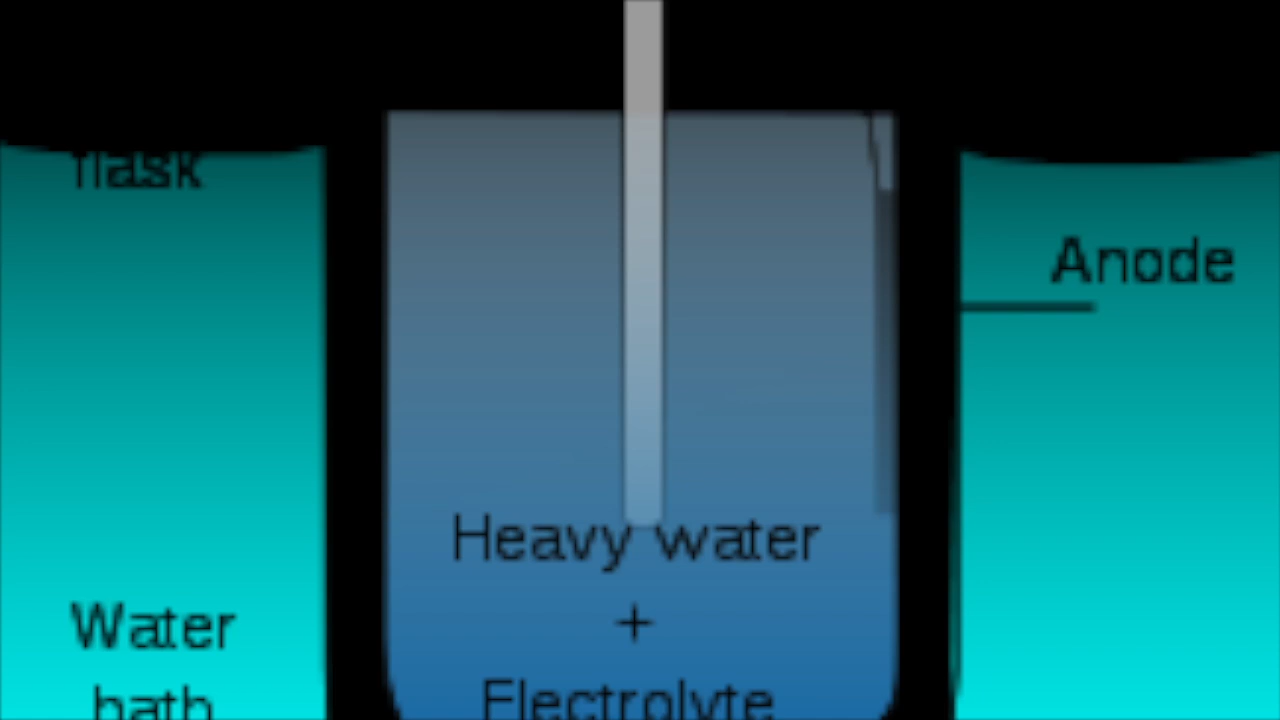 flask
Anode
Heavy water
+
Electrolyte
Water
bath